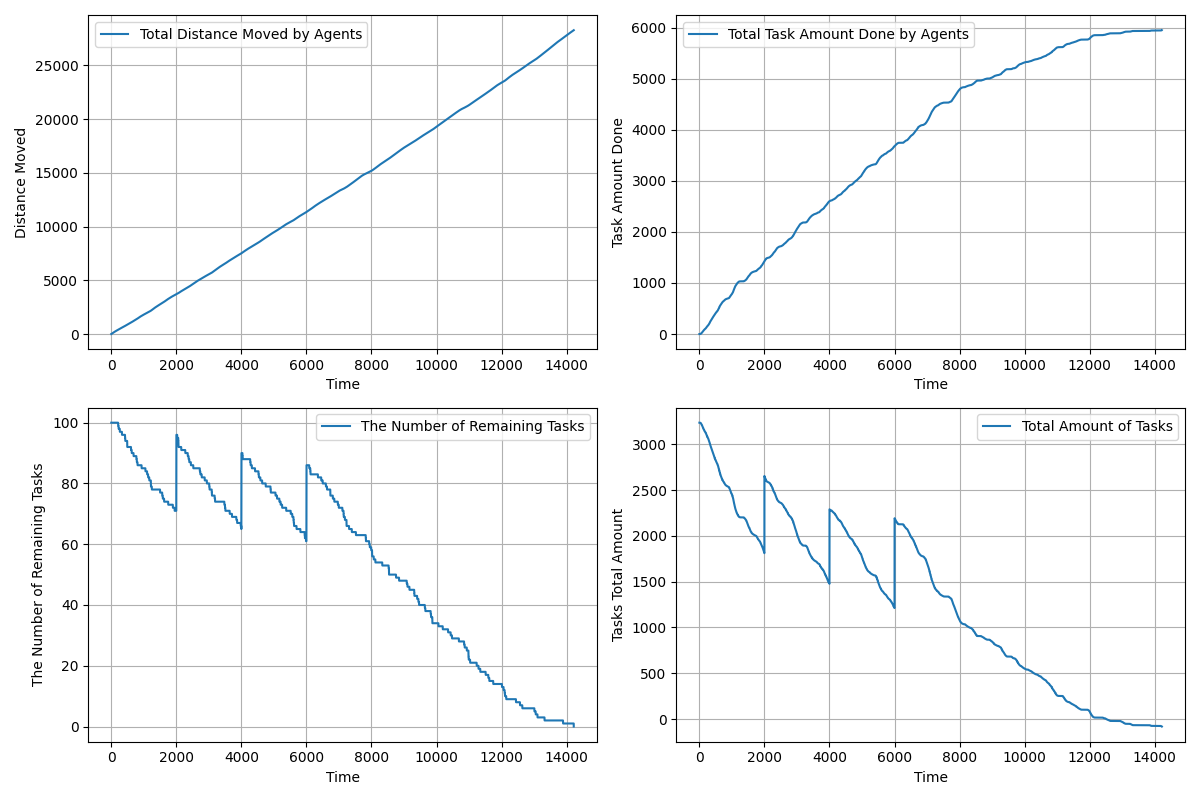 Total Distance Moved by Agents
Distance Moved
25000
20000
15000
10000
5000
0
0 2000 4000 6000 8000 10000 12000 14000
Time
Total Task Amount Done by Agents
Task Amount Done
6000
5000
4000
3000
2000
1000
0
0 2000 4000 6000 8000 10000 12000 14000
Time
The Number of Remaining Tasks
The Number of Remaining Tasks
100
80
60
40
20
0
0 2000 4000 6000 8000 10000 12000 14000
Time
Total Amount of Tasks
Tasks Total Amount
3000
2500
2000
1500
1000
500
0
0 2000 4000 6000 8000 10000 12000 14000
Time